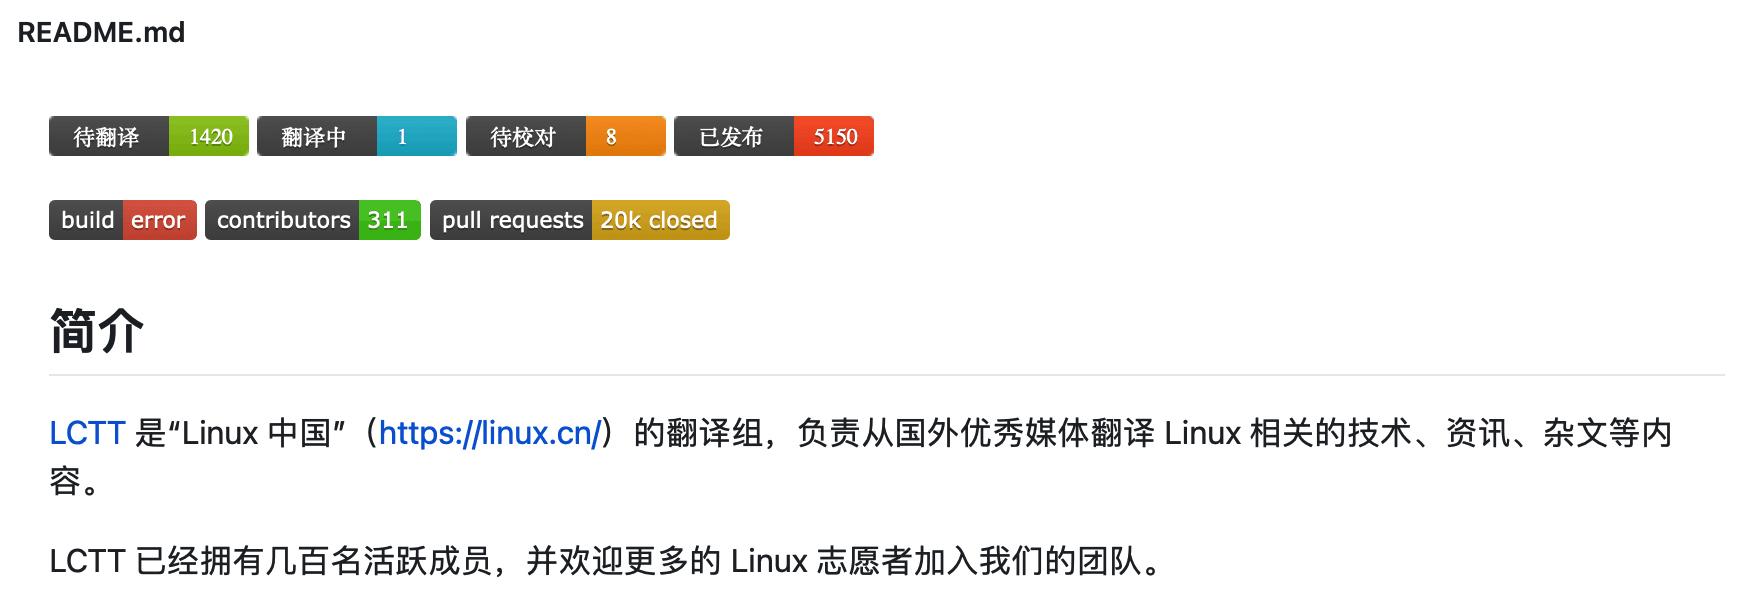 README.md
待翻译 1420 翻译中 1 待校对 8 已发布 5150
build error contributors 311 pull requests 20k closed
简介
LCTT 是“Linux 中国”（https://linux.cn/）的翻译组，负责从国外优秀媒体翻译 Linux 相关的技术、资讯、杂文等内
容。
LCTT 已经拥有几百名活跃成员，并欢迎更多的 Linux 志愿者加入我们的团队。